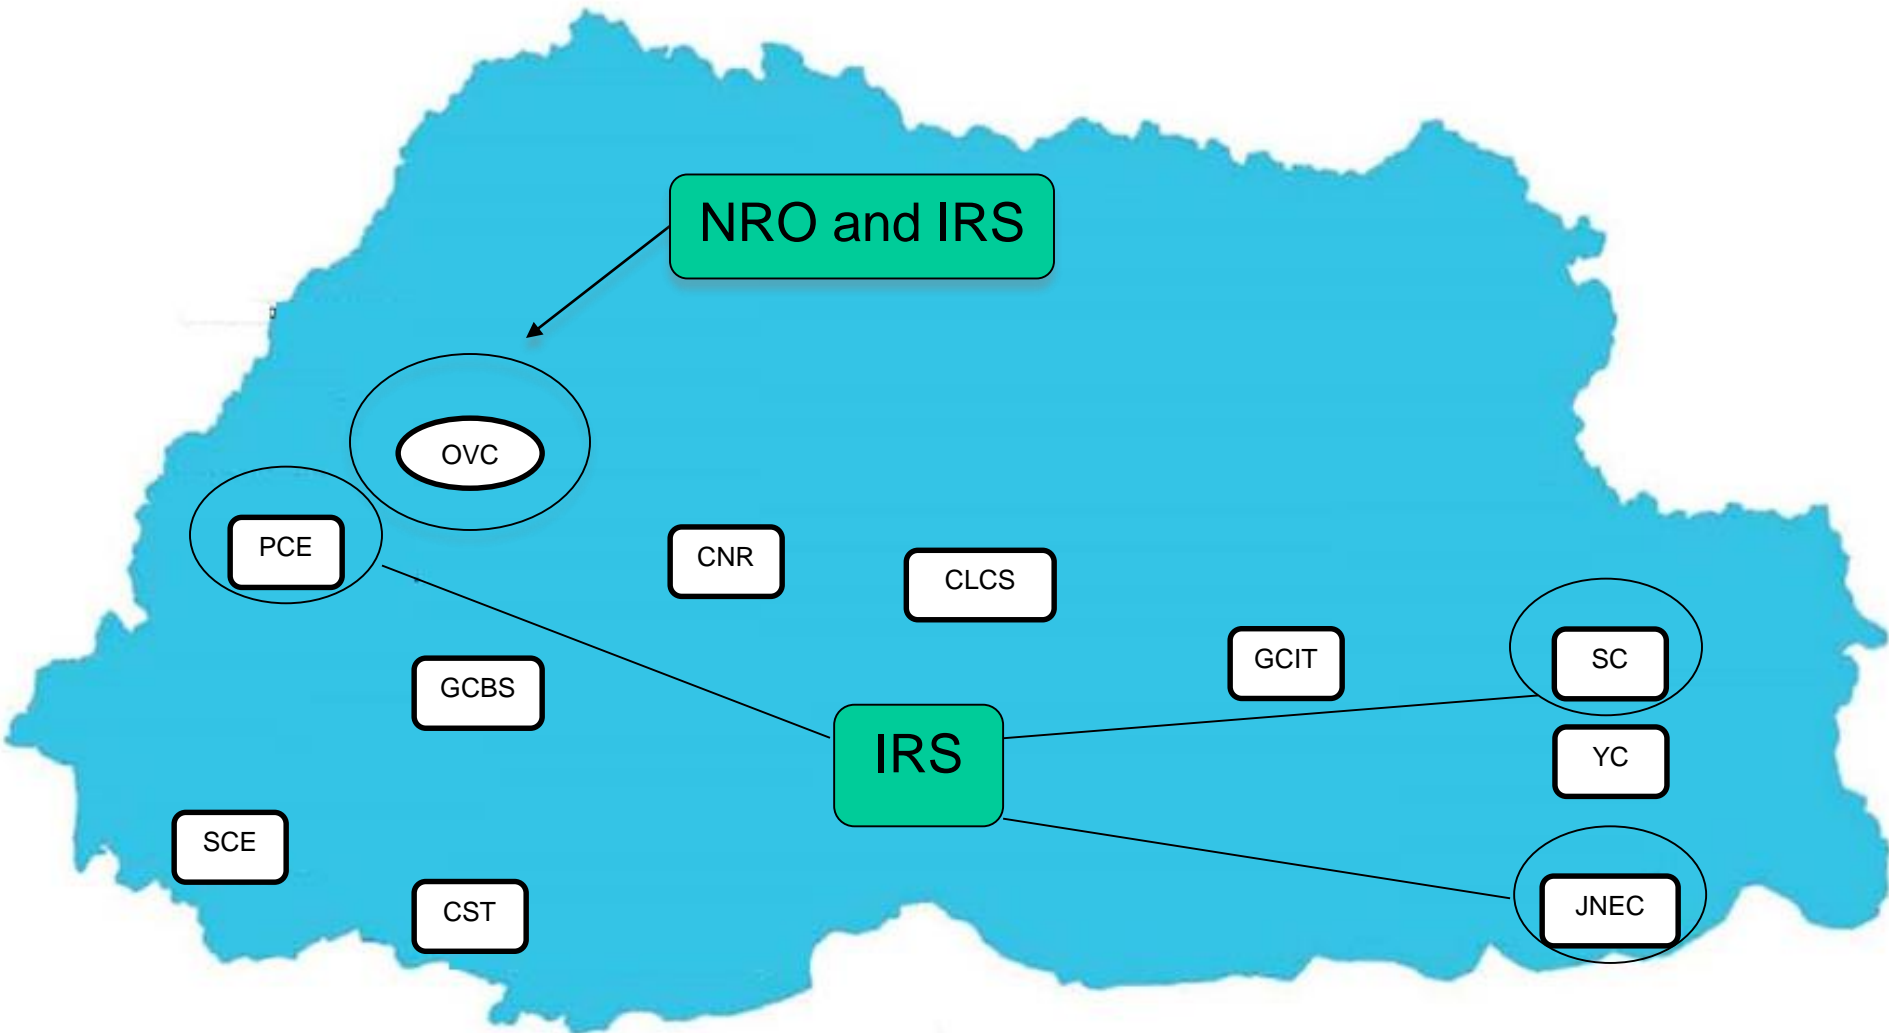 NRO and IRS
OVC
PCE
CNR
CLCS
GCIT
SC
GCBS
IRS
YC
SCE
CST
JNEC